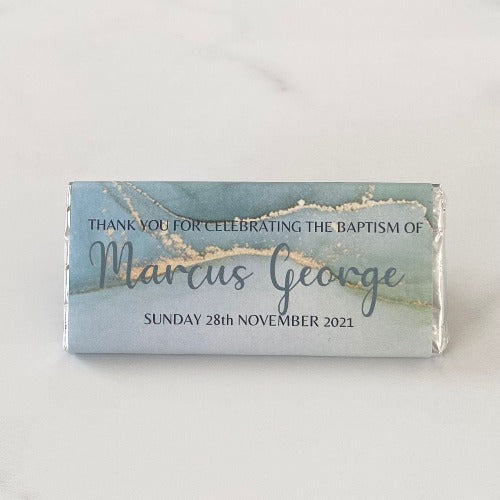 THANK YOU FOR CELEBRATING THE BAPTISM OF
Marcus George
SUNDAY 28th NOVEMBER 2021